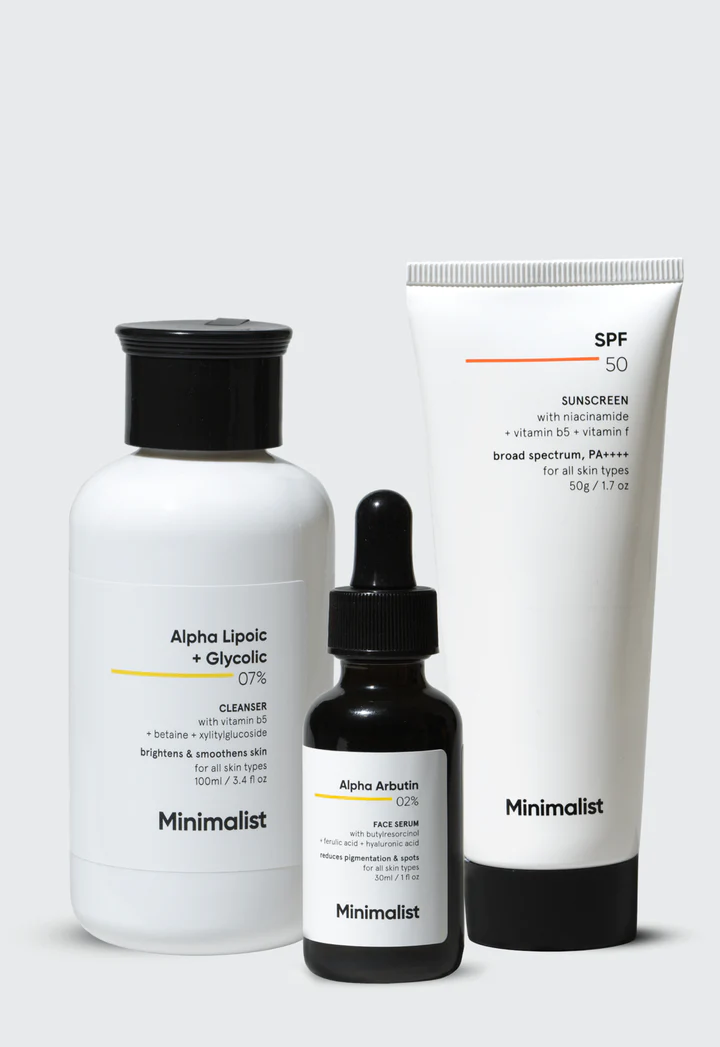 Alpha Lipoic
+ Glycolic
07%
CLEANSER
with vitamin b5
+ betaine + xylitylglucoside
brightens & smoothens skin
for all skin types
100ml / 3.4 fl oz
Minimalist
Alpha Arbutin
02%
FACE SERUM
with butylresorcinol
+ ferulic acid + hyaluronic acid
reduces pigmentation & spots
for all skin types
30ml / 1 fl oz
Minimalist
SPF
50
SUNSCREEN
with niacinamide
+ vitamin b5 + vitamin f
broad spectrum, PA++++
for all skin types
50g / 1.7 oz
Minimalist